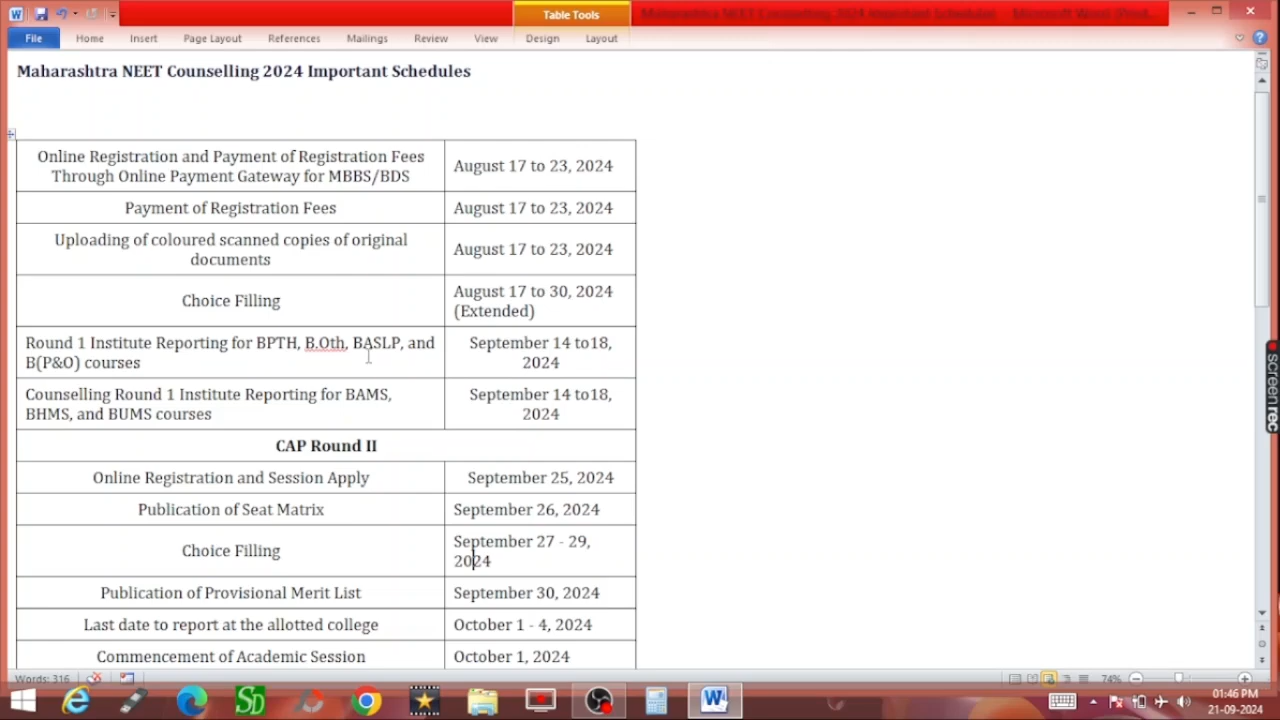 Table Tools
File Home Insert Page Layout References Mailings Review View Design Layout
Maharashtra NEET Counselling 2024 Important Schedules
Online Registration and Payment of Registration Fees
Through Online Payment Gateway for MBBS/BDS
August 17 to 23, 2024
Payment of Registration Fees
August 17 to 23, 2024
Uploading of coloured scanned copies of original
documents
August 17 to 23, 2024
Choice Filling
August 17 to 30, 2024
(Extended)
Round 1 Institute Reporting for BPTH, B.Oth, BASLP, and
B(P&O) courses
September 14 to18,
2024
Counselling Round 1 Institute Reporting for BAMS,
BHMS, and BUMS courses
September 14 to18,
2024
CAP Round II
Online Registration and Session Apply
September 25, 2024
Publication of Seat Matrix
September 26, 2024
Choice Filling
September 27 - 29,
2024
Publication of Provisional Merit List
September 30, 2024
Last date to report at the allotted college
October 1 - 4, 2024
Commencement of Academic Session
October 1, 2024
screenrec
Words: 316
74%
01:46 PM
21-09-2024